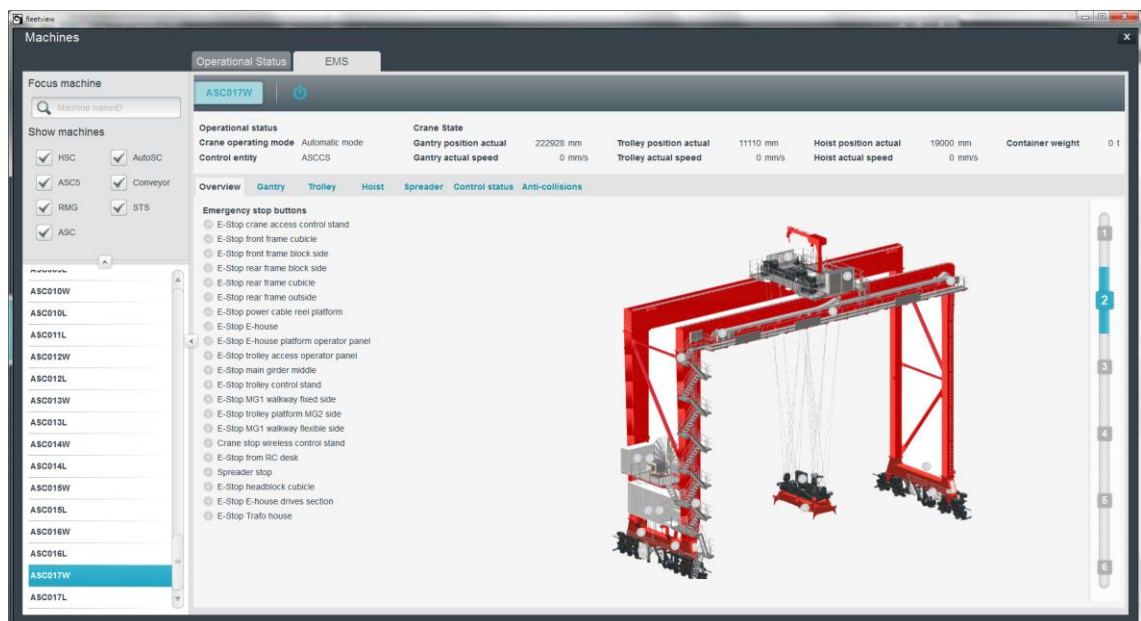 fleetview
Machines
x
Operational Status EMS
Focus machine
Machine nameID
Show machines
HSC AutoSC
ASC5 Conveyor
RMG STS
ASC
ASC010W
ASC010L
ASC011L
ASC012W
ASC012L
ASC013W
ASC013L
ASC014W
ASC014L
ASC015W
ASC015L
ASC016W
ASC016L
ASC017W
ASC017L
ASC017W
Operational status Crane State
Crane operating mode Automatic mode Gantry position actual 222928 mm Trolley position actual 11110 mm Hoist position actual 19000 mm Container weight 0 t
Control entity ASCCS Gantry actual speed 0 mm/s Trolley actual speed 0 mm/s Hoist actual speed 0 mm/s
Overview Gantry Trolley Hoist Spreader Control status Anti-collisions
Emergency stop buttons
E-Stop crane access control stand
E-Stop front frame cubicle
E-Stop front frame block side
E-Stop rear frame block side
E-Stop rear frame cubicle
E-Stop rear frame outside
E-Stop power cable reel platform
E-Stop E-house
E-Stop E-house platform operator panel
E-Stop trolley access operator panel
E-Stop main girder middle
E-Stop trolley control stand
E-Stop MG1 walkway fixed side
E-Stop trolley platform MG2 side
E-Stop MG1 walkway flexible side
Crane stop wireless control stand
E-Stop from RC desk
Spreader stop
E-Stop headblock cubicle
E-Stop E-house drives section
E-Stop Trafo house
1
2
3
4
5
6